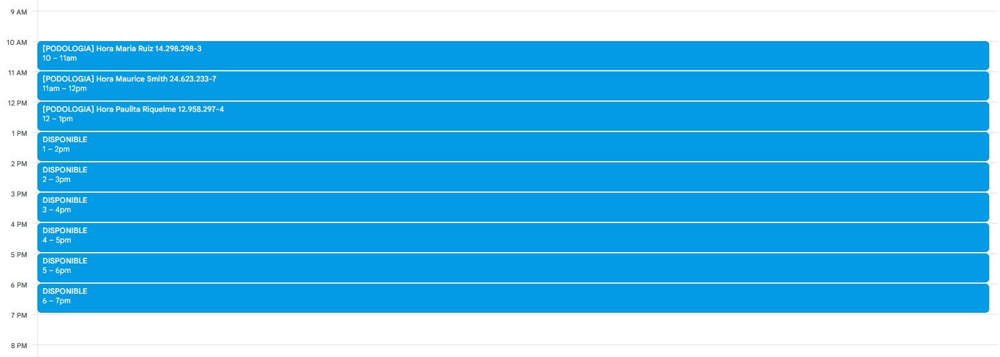 9 AM
10 AM
[PODOLOGIA] Hora Maria Ruiz 14.298.298-3
10 – 11am
11 AM
[PODOLOGIA] Hora Maurice Smith 24.623.233-7
11am – 12pm
12 PM
[PODOLOGIA] Hora Paulita Riquelme 12.958.297-4
12 – 1pm
1 PM
DISPONIBLE
1 – 2pm
2 PM
DISPONIBLE
2 – 3pm
3 PM
DISPONIBLE
3 – 4pm
4 PM
DISPONIBLE
4 – 5pm
5 PM
DISPONIBLE
5 – 6pm
6 PM
DISPONIBLE
6 – 7pm
7 PM
8 PM